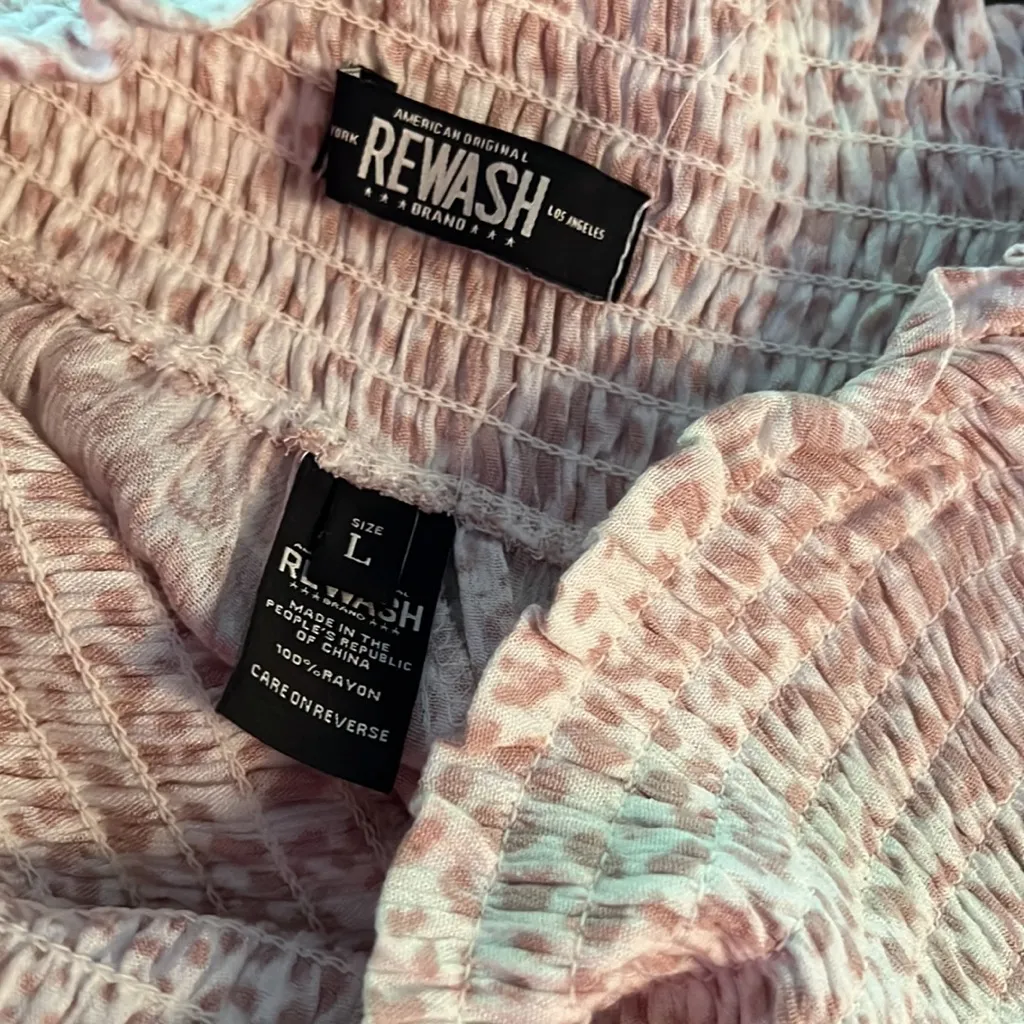 AMERICAN ORIGINAL
YORK REWASH LOS ANGELES
BRAND
SIZE
L
REWASH
BRAND
MADE IN THE
PEOPLE'S REPUBLIC
OF CHINA
100% RAYON
CARE ON REVERSE